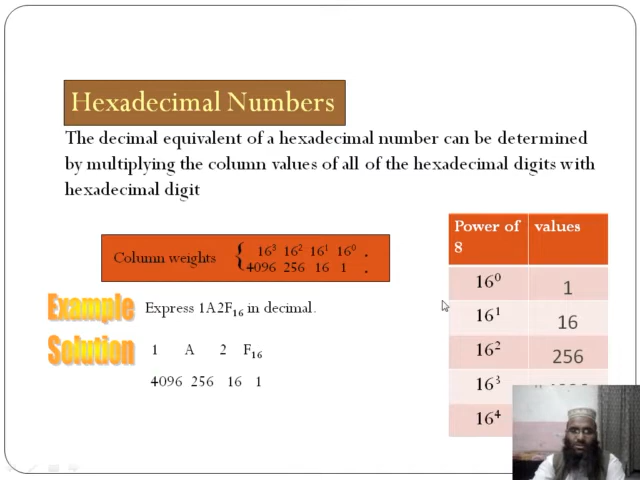 Hexadecimal Numbers
The decimal equivalent of a hexadecimal number can be determined
by multiplying the column values of all of the hexadecimal digits with
hexadecimal digit
Column weights { 16³ 16² 16¹ 16⁰ .
4096 256 16 1 .
Example
Express 1A2F₁₆ in decimal.
Solution
1 A 2 F₁₆
4096 256 16 1
Power of 8 values
16⁰ 1
16¹ 16
16² 256
16³
16⁴